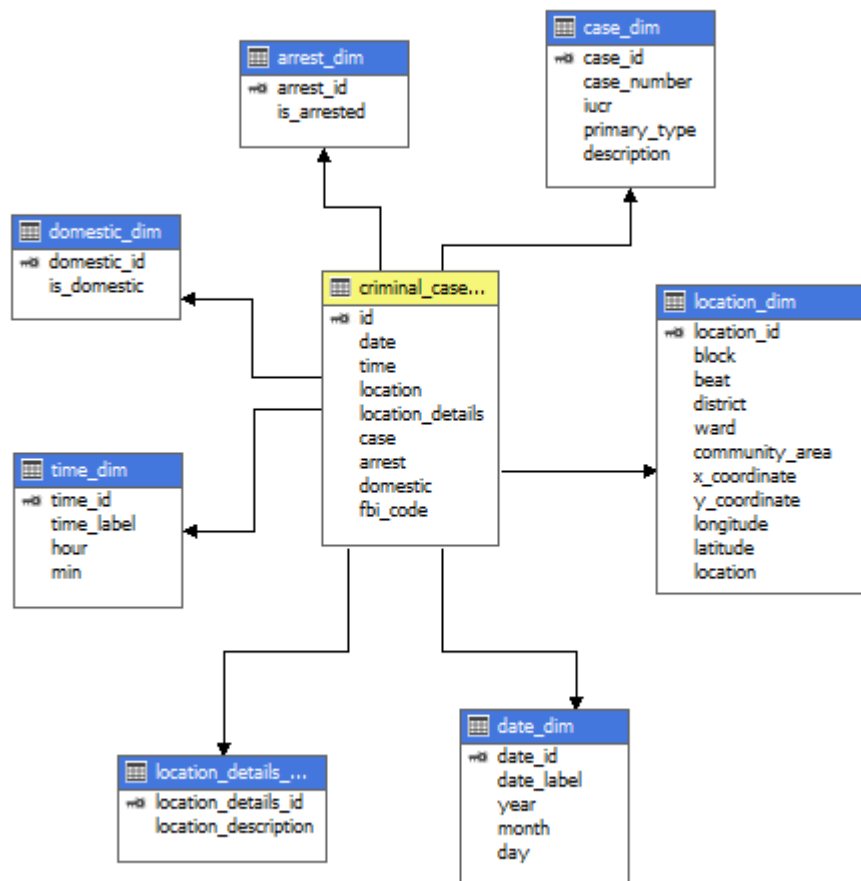 arrest_dim
arrest_id
is_arrested
case_dim
case_id
case_number
iucr
primary_type
description
domestic_dim
domestic_id
is_domestic
criminal_case...
id
date
time
location
location_details
case
arrest
domestic
fbi_code
location_dim
location_id
block
beat
district
ward
community_area
x_coordinate
y_coordinate
longitude
latitude
location
time_dim
time_id
time_label
hour
min
location_details_...
location_details_id
location_description
date_dim
date_id
date_label
year
month
day